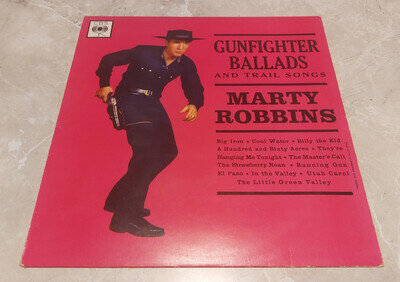 CBS
GUNFIGHTER
BALLADS
AND TRAIL SONGS
MARTY
ROBBINS
Big Iron • Cool Water • Billy the Kid
A Hundred and Sixty Acres • They're
Hanging Me Tonight • The Master's Call
The Strawberry Roan • Running Gun
El Paso • In the Valley • Utah Carol
The Little Green Valley